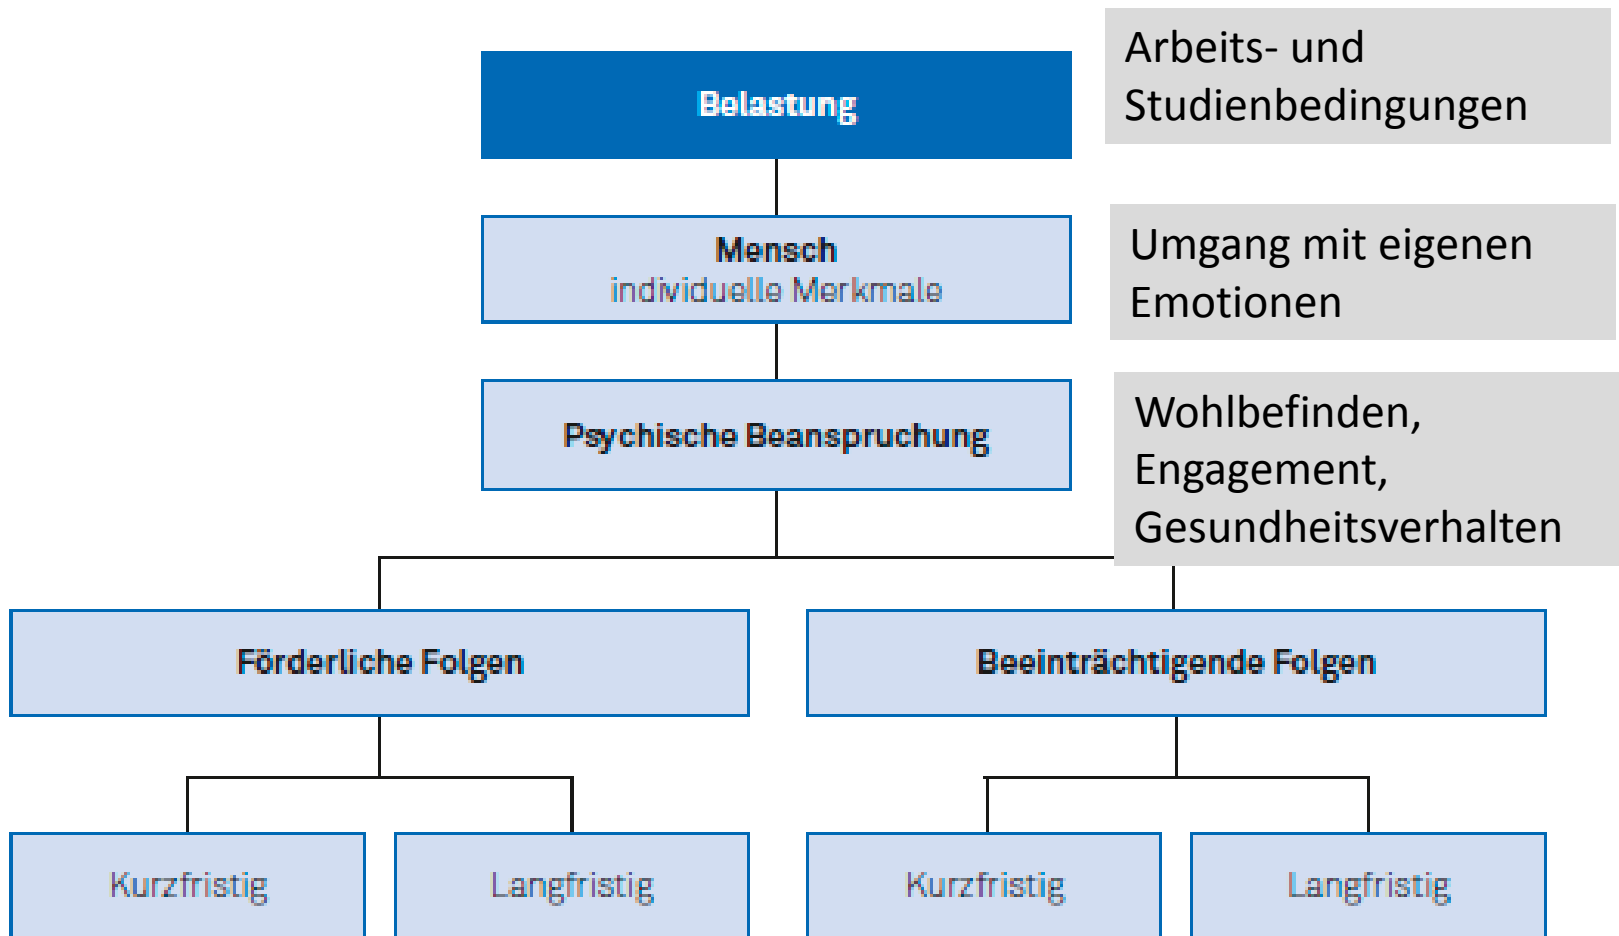 Belastung
Arbeits- und
Studienbedingungen
Mensch
individuelle Merkmale
Umgang mit eigenen
Emotionen
Psychische Beanspruchung
Wohlbefinden,
Engagement,
Gesundheitsverhalten
Förderliche Folgen
Beeinträchtigende Folgen
Kurzfristig
Langfristig
Kurzfristig
Langfristig